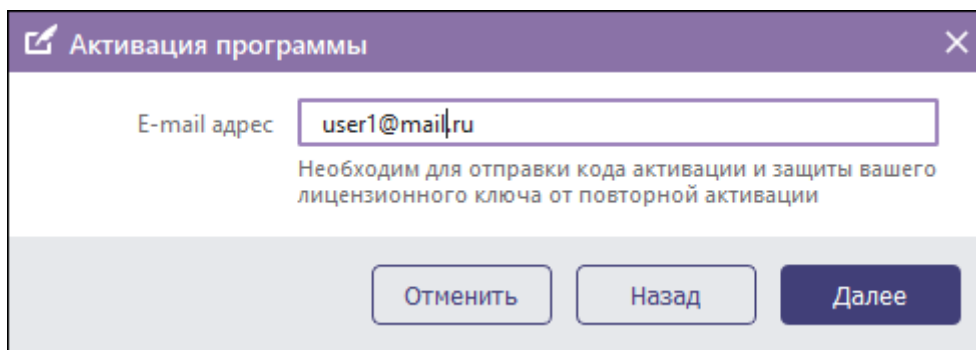 Активация программы
E-mail адрес user1@mail.ru
Необходим для отправки кода активации и защиты вашего
лицензионного ключа от повторной активации
Отменить Назад Далее